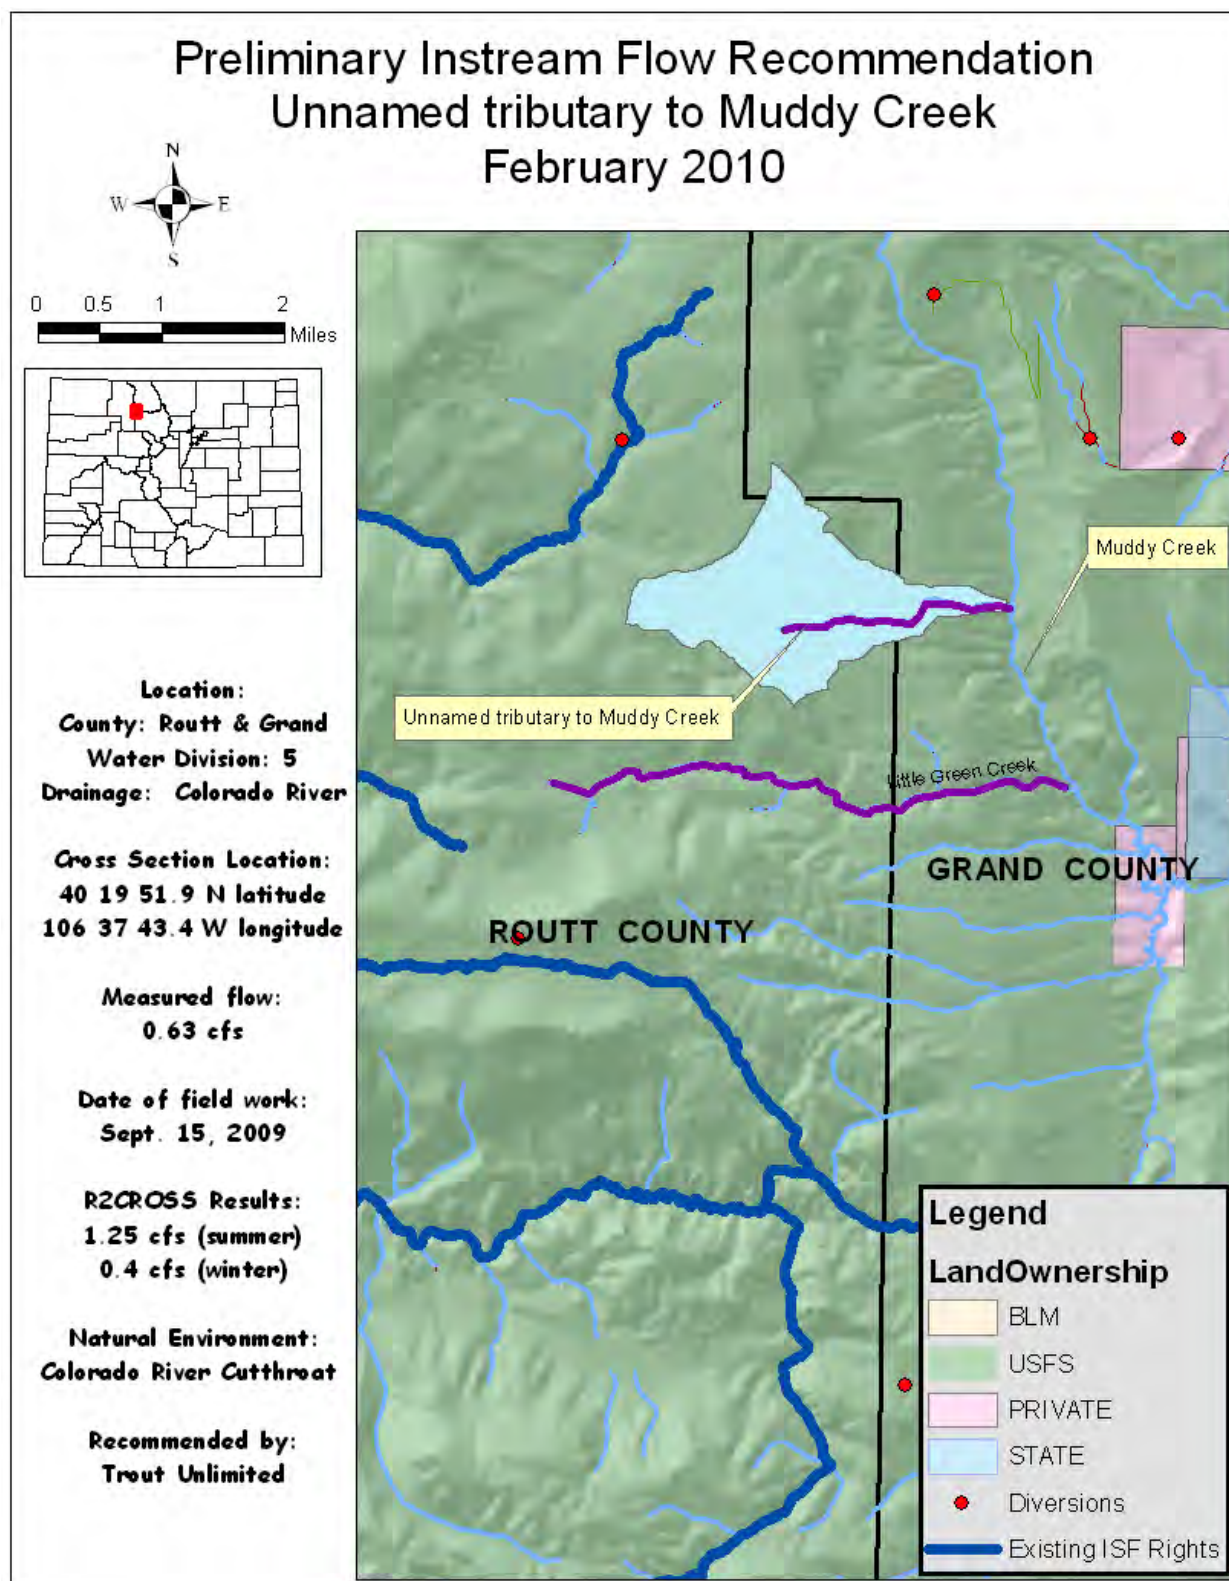 Preliminary Instream Flow Recommendation
Unnamed tributary to Muddy Creek
February 2010
N
W E
S
0 0.5 1 2
Miles
Location:
County: Routt & Grand
Water Division: 5
Drainage: Colorado River
Cross Section Location:
40 19 51.9 N latitude
106 37 43.4 W longitude
Measured flow:
0.63 cfs
Date of field work:
Sept. 15, 2009
R2CROSS Results:
1.25 cfs (summer)
0.4 cfs (winter)
Natural Environment:
Colorado River Cutthroat
Recommended by:
Trout Unlimited
Muddy Creek
Unnamed tributary to Muddy Creek
Little Green Creek
GRAND COUNTY
ROUTT COUNTY
Legend
LandOwnership
BLM
USFS
PRIVATE
STATE
Diversions
Existing ISF Rights